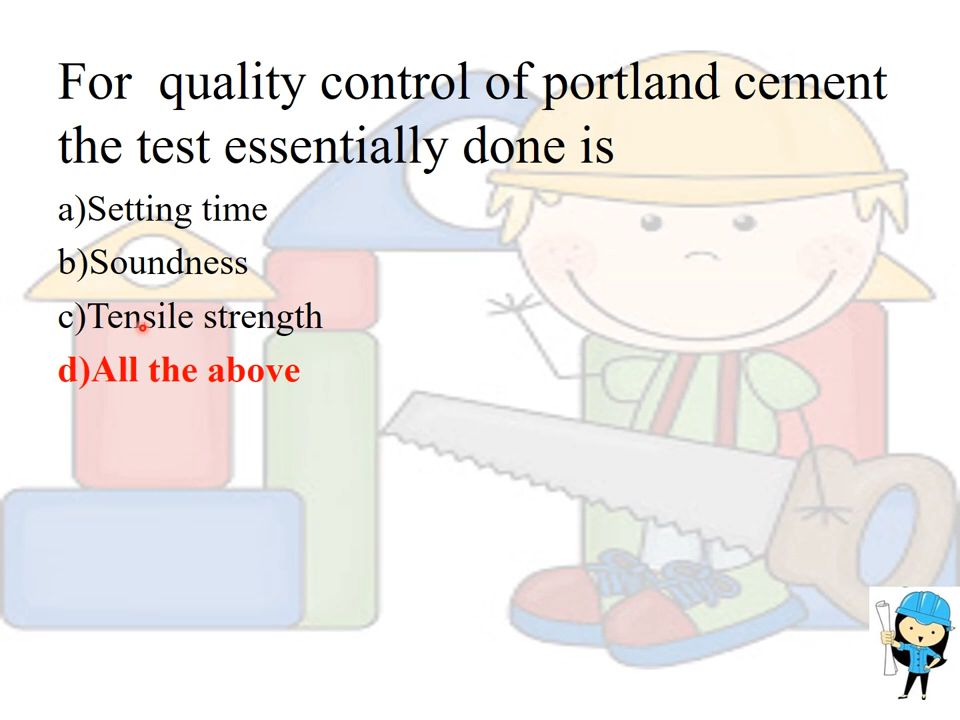 For  quality control of portland cement
the test essentially done is
a)Setting time
b)Soundness
c)Tensile strength
d)All the above